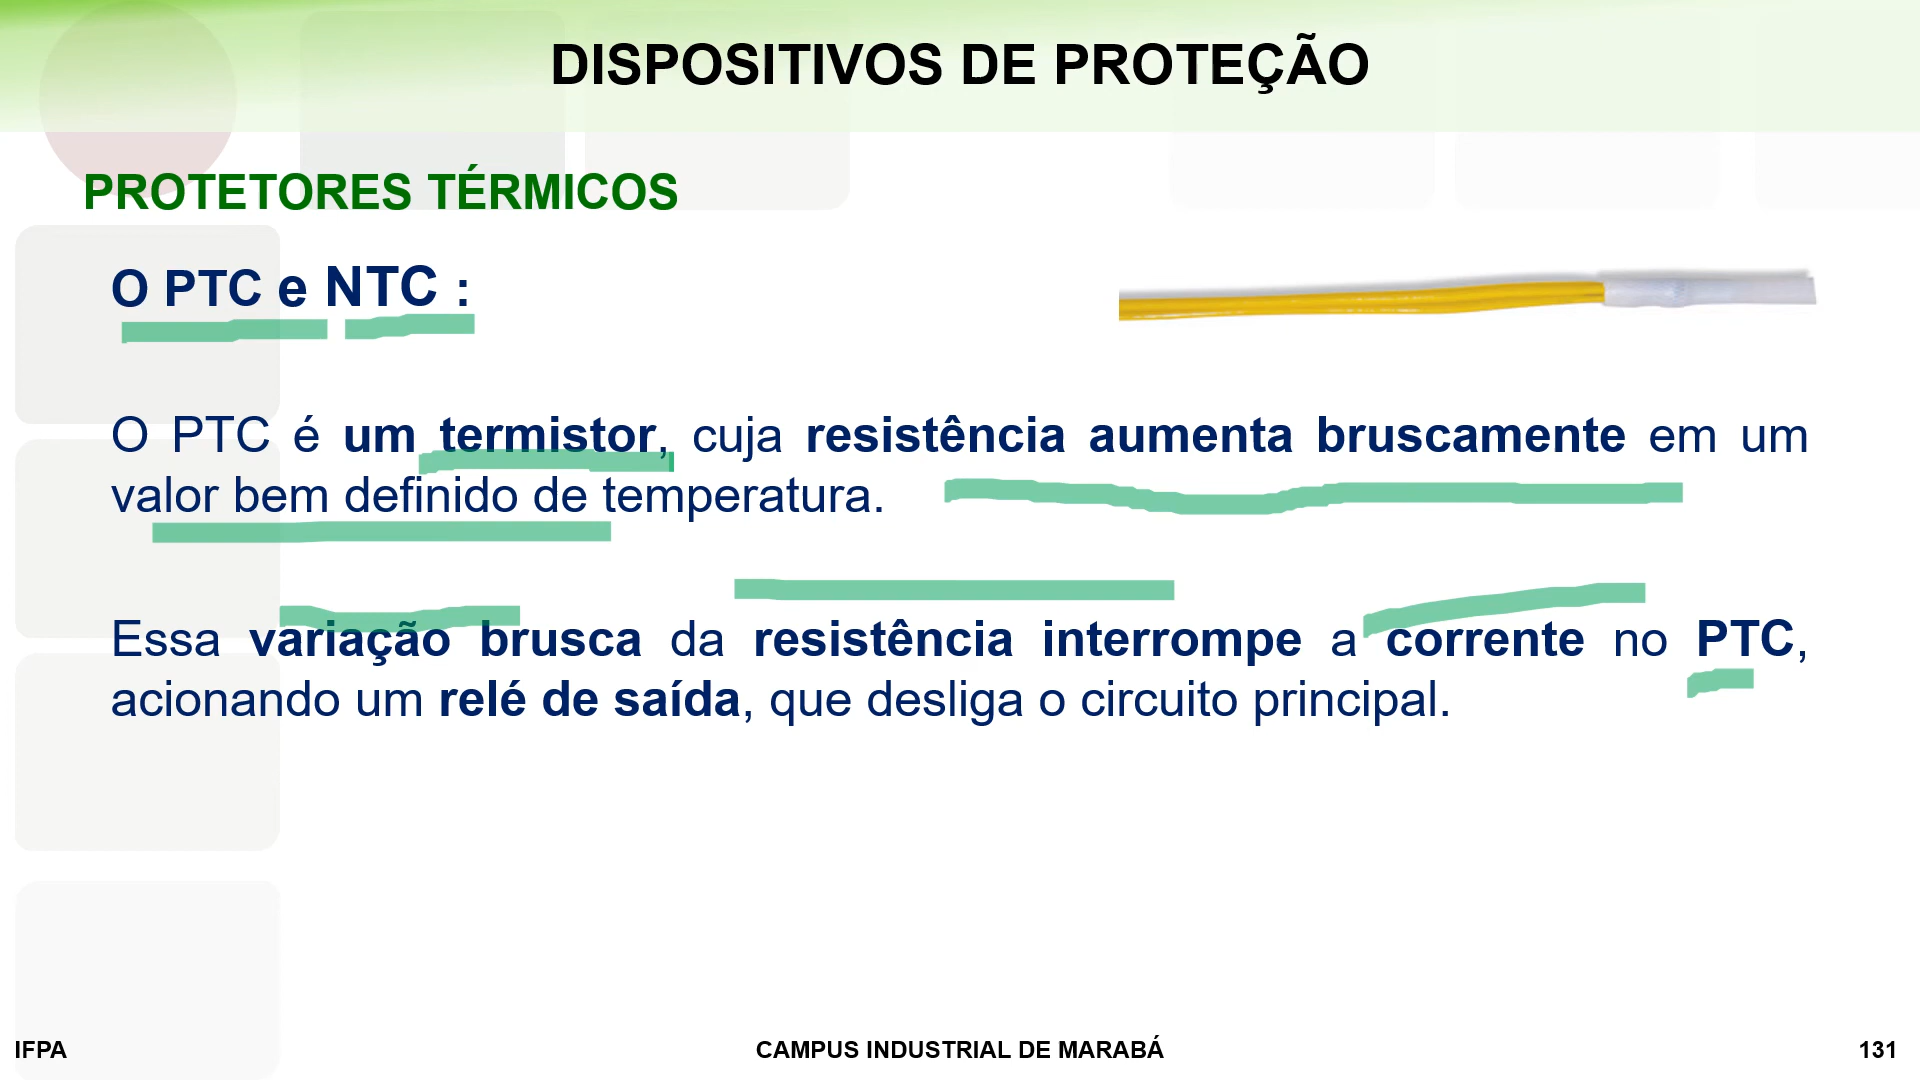 DISPOSITIVOS DE PROTEÇÃO
PROTETORES TÉRMICOS
O PTC e NTC :
O PTC é um termistor, cuja resistência aumenta bruscamente em um
valor bem definido de temperatura.
Essa variação brusca da resistência interrompe a corrente no PTC,
acionando um relé de saída, que desliga o circuito principal.
IFPA
CAMPUS INDUSTRIAL DE MARABÁ
131